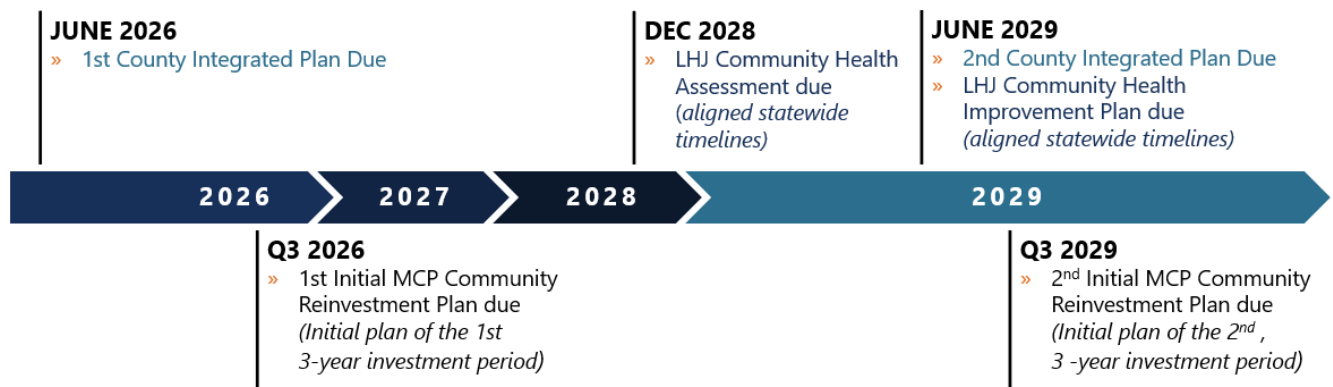 JUNE 2026
» 1st County Integrated Plan Due
DEC 2028
» LHJ Community Health
Assessment due
(aligned statewide
timelines)
JUNE 2029
» 2nd County Integrated Plan Due
» LHJ Community Health
Improvement Plan due
(aligned statewide timelines)
2026
2027
2028
2029
Q3 2026
» 1st Initial MCP Community
Reinvestment Plan due
(Initial plan of the 1st
3-year investment period)
Q3 2029
» 2nd Initial MCP Community
Reinvestment Plan due
(Initial plan of the 2nd ,
3 -year investment period)